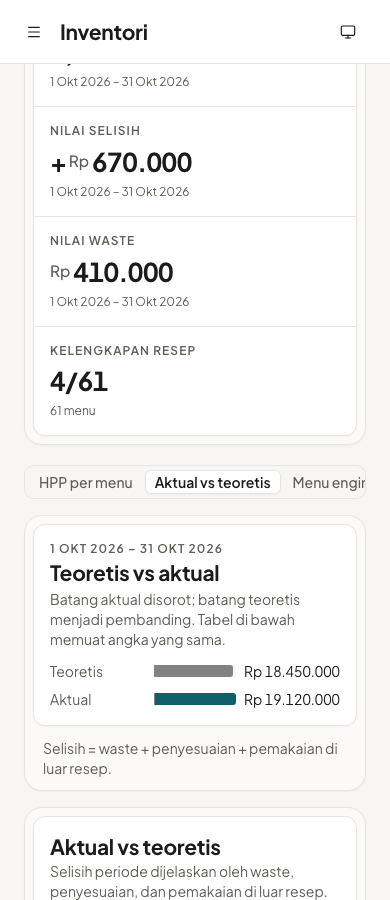 Inventori
1 Okt 2026 – 31 Okt 2026
NILAI SELISIH
+Rp 670.000
1 Okt 2026 – 31 Okt 2026
NILAI WASTE
Rp 410.000
1 Okt 2026 – 31 Okt 2026
KELENGKAPAN RESEP
4/61
61 menu
HPP per menu Aktual vs teoretis Menu engir
1 OKT 2026 – 31 OKT 2026
Teoretis vs aktual
Batang aktual disorot; batang teoretis
menjadi pembanding. Tabel di bawah
memuat angka yang sama.
Teoretis Rp 18.450.000
Aktual Rp 19.120.000
Selisih = waste + penyesuaian + pemakaian di
luar resep.
Aktual vs teoretis
Selisih periode dijelaskan oleh waste,
penyesuaian, dan pemakaian di luar resep.